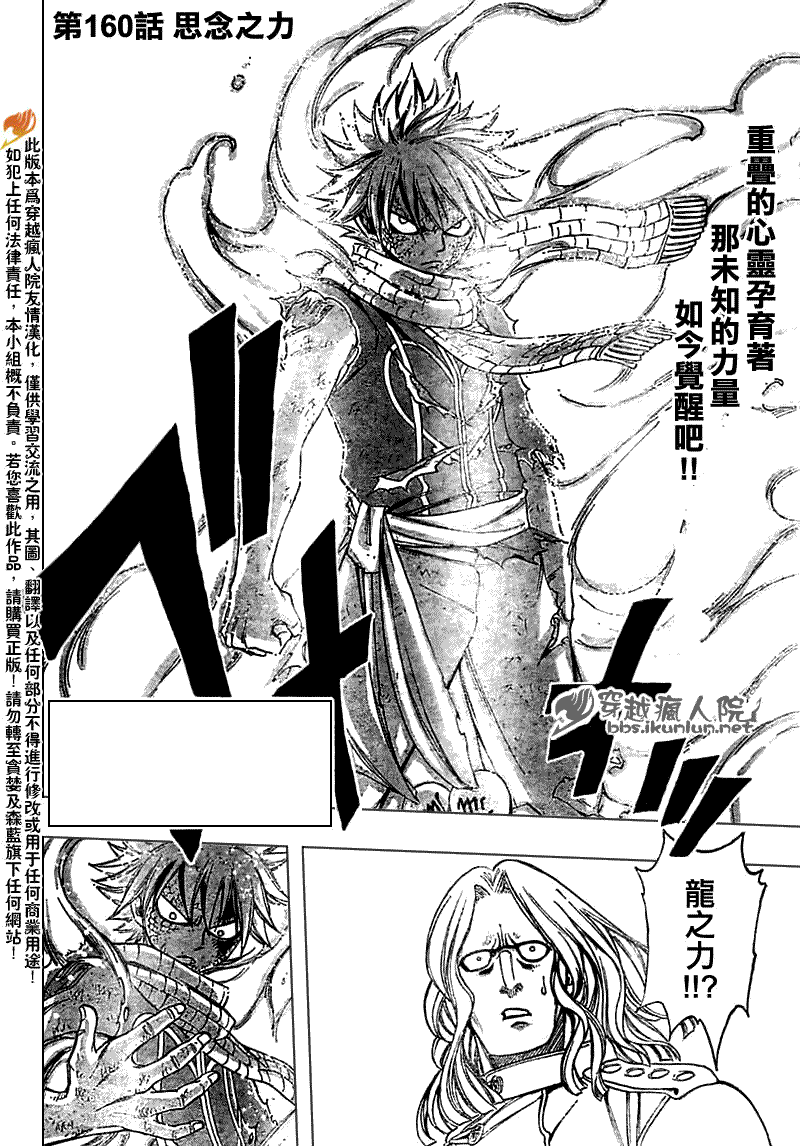 第160話 思念之力
重疊的心靈孕育著
那未知的力量
如今覺醒吧!!
穿越瘋人院
bbs.ikunlun.net
龍之力!!?
此版本爲穿越瘋人院友情漢化，僅供學習交流之用，其圖、翻譯以及任何部分不得進行修改或用于任何商業用途！
如犯上任何法律責任，本小組概不負責。若您喜歡此作品，請購買正版！請勿轉至貪婪及森藍旗下任何網站！